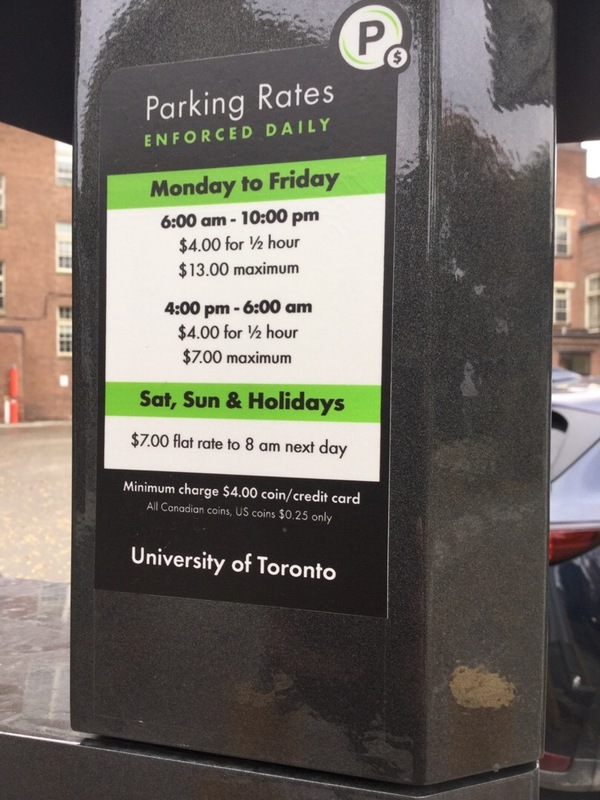 P
$
Parking Rates
ENFORCED DAILY
Monday to Friday
6:00 am - 10:00 pm
$4.00 for ½ hour
$13.00 maximum
4:00 pm - 6:00 am
$4.00 for ½ hour
$7.00 maximum
Sat, Sun & Holidays
$7.00 flat rate to 8 am next day
Minimum charge $4.00 coin/credit card
All Canadian coins, US coins $0.25 only
University of Toronto